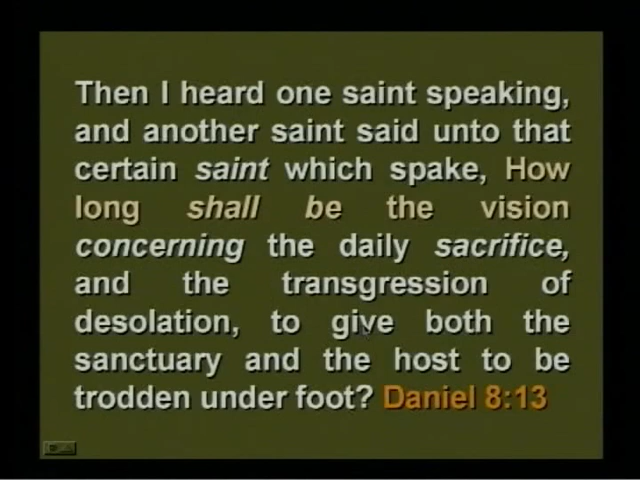 Then I heard one saint speaking,
and another saint said unto that
certain saint which spake, How
long shall be the vision
concerning the daily sacrifice,
and the transgression of
desolation, to give both the
sanctuary and the host to be
trodden under foot? Daniel 8:13